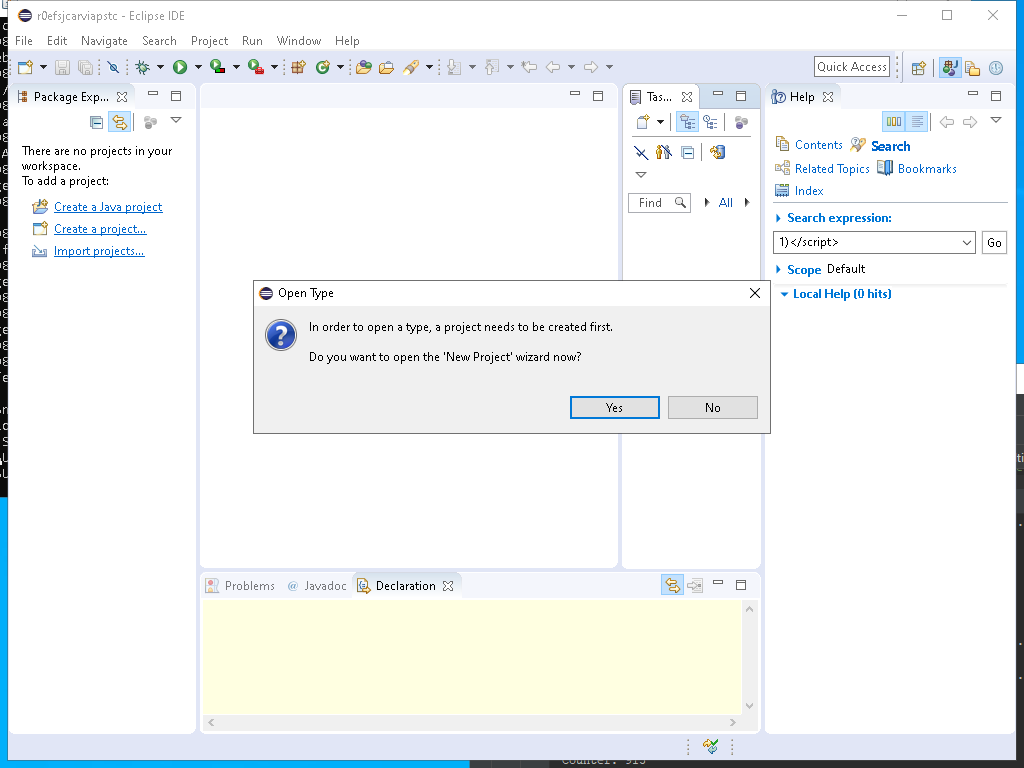 r0efsjcarviapstc - Eclipse IDE
File Edit Navigate Search Project Run Window Help
Quick Access
Package Exp...
There are no projects in your
workspace.
To add a project:
Create a Java project
Create a project...
Import projects...
Tas...
Find
All
Help
Contents
Search
Related Topics
Bookmarks
Index
Search expression:
1)</script>
Go
Scope Default
Local Help (0 hits)
Open Type
In order to open a type, a project needs to be created first.
Do you want to open the 'New Project' wizard now?
Yes
No
Problems
@ Javadoc
Declaration
Counter: 913